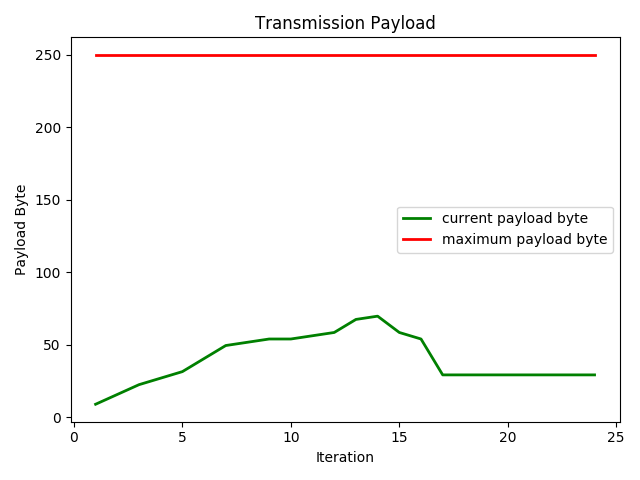 Transmission Payload
Payload Byte
250
200
150
100
50
0
current payload byte
maximum payload byte
0 5 10 15 20 25
Iteration